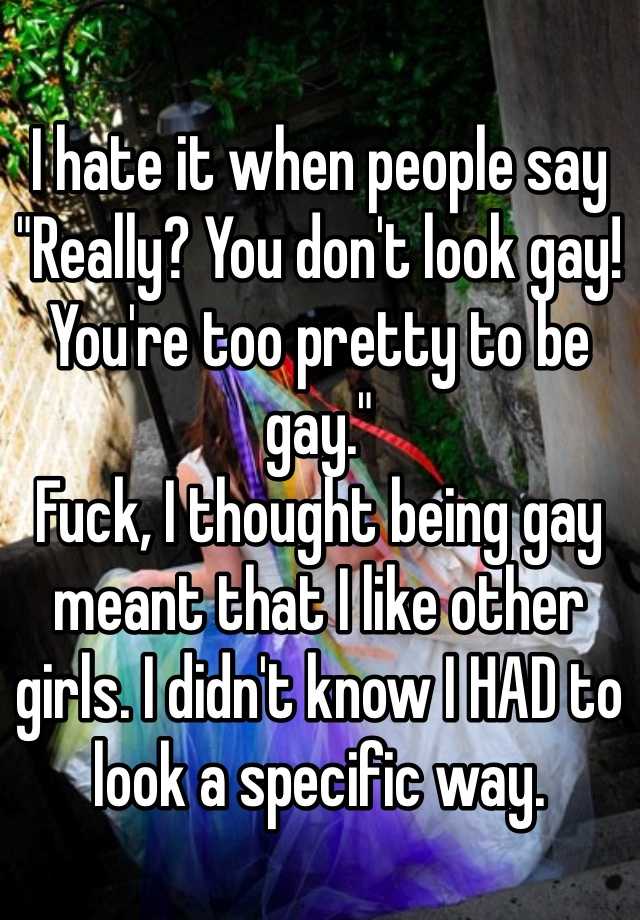 I hate it when people say
"Really? You don't look gay!
You're too pretty to be
gay."
Fuck, I thought being gay
meant that I like other
girls. I didn't know I HAD to
look a specific way.